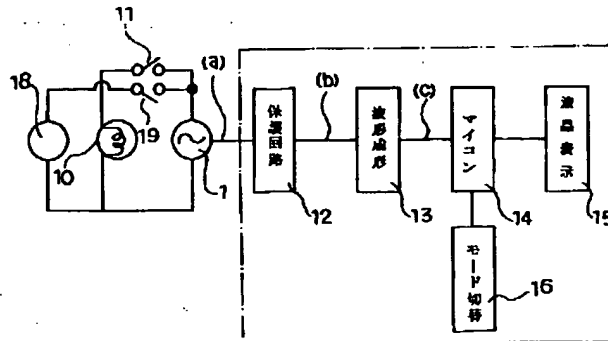 11
(a)
(b)
(c)
18
19
10
1
保護回路
12
波形成形
13
マイコン
14
液晶表示
15
モード切替
16